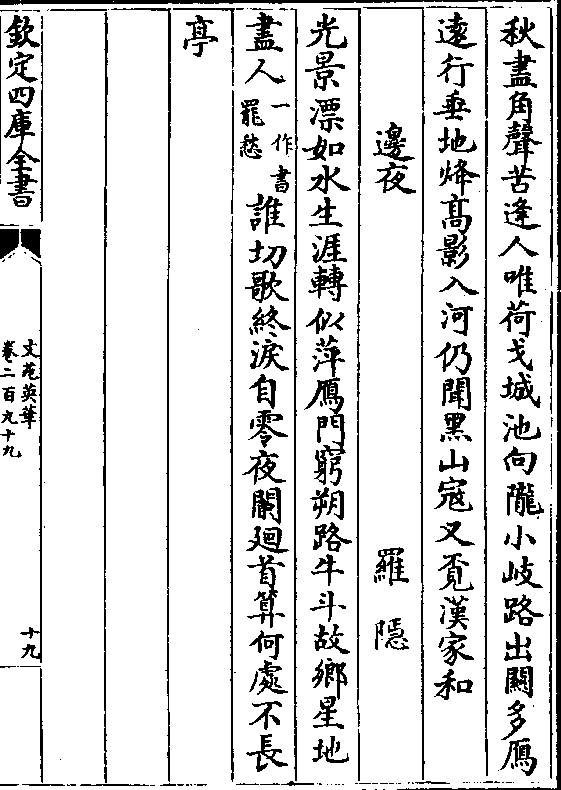 秋盡角聲苦逢人唯荷戈城池向隴小岐路出關多鴈
遠行垂地烽高影入河仍聞黑山寇又覔漢家和
邊夜　羅隱
光景漂如水生涯轉似萍鴈門窮朔路牛斗故鄉星地
盡人一作書罷愁誰切歌終淚自零夜闌廻首算何處不長
亭
欽定四庫全書
文苑英華
卷二百九十九
十九